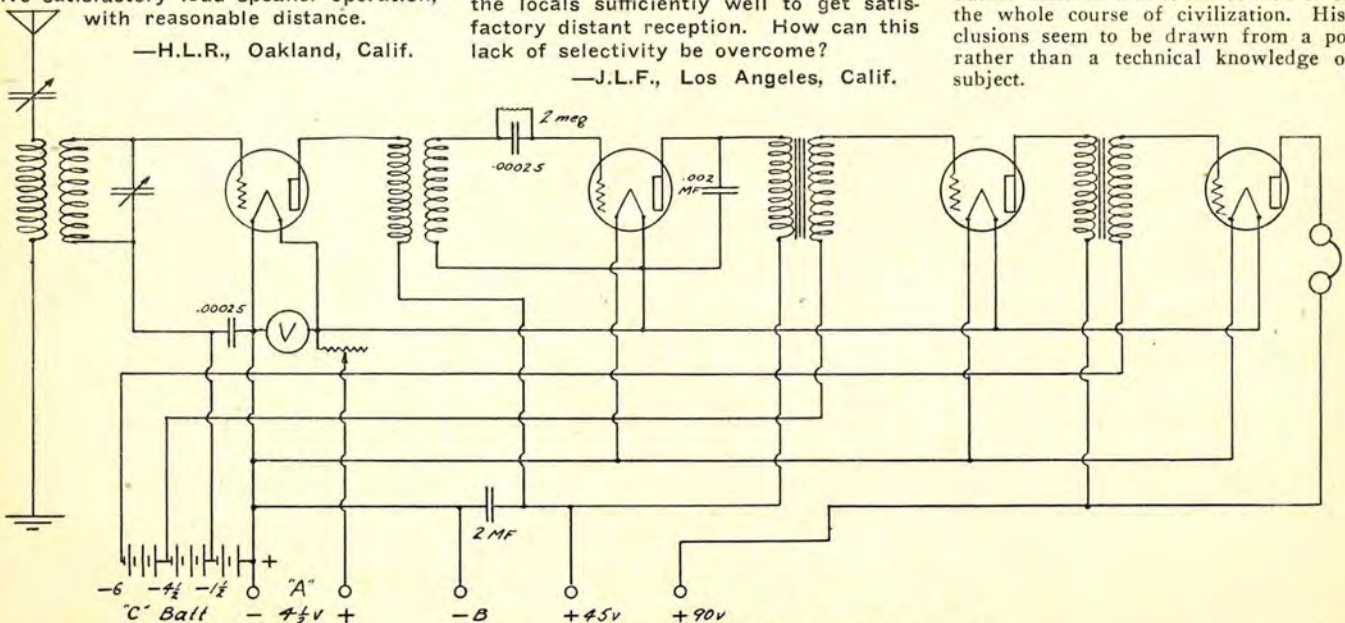 satisfactory loud speaker operation,
with reasonable distance.
—H.L.R., Oakland, Calif.
the locals sufficiently well to get satis-
factory distant reception. How can this
lack of selectivity be overcome?
—J.L.F., Los Angeles, Calif.
the whole course of civilization. His
clusions seem to be drawn from a po
rather than a technical knowledge o
subject.
2 meg
.00025
.002
MF
.00025
V
2 MF
-6 -4½ -1½ +
"C" Batt
- "A" +
4½ v
-B
+45v
+90v